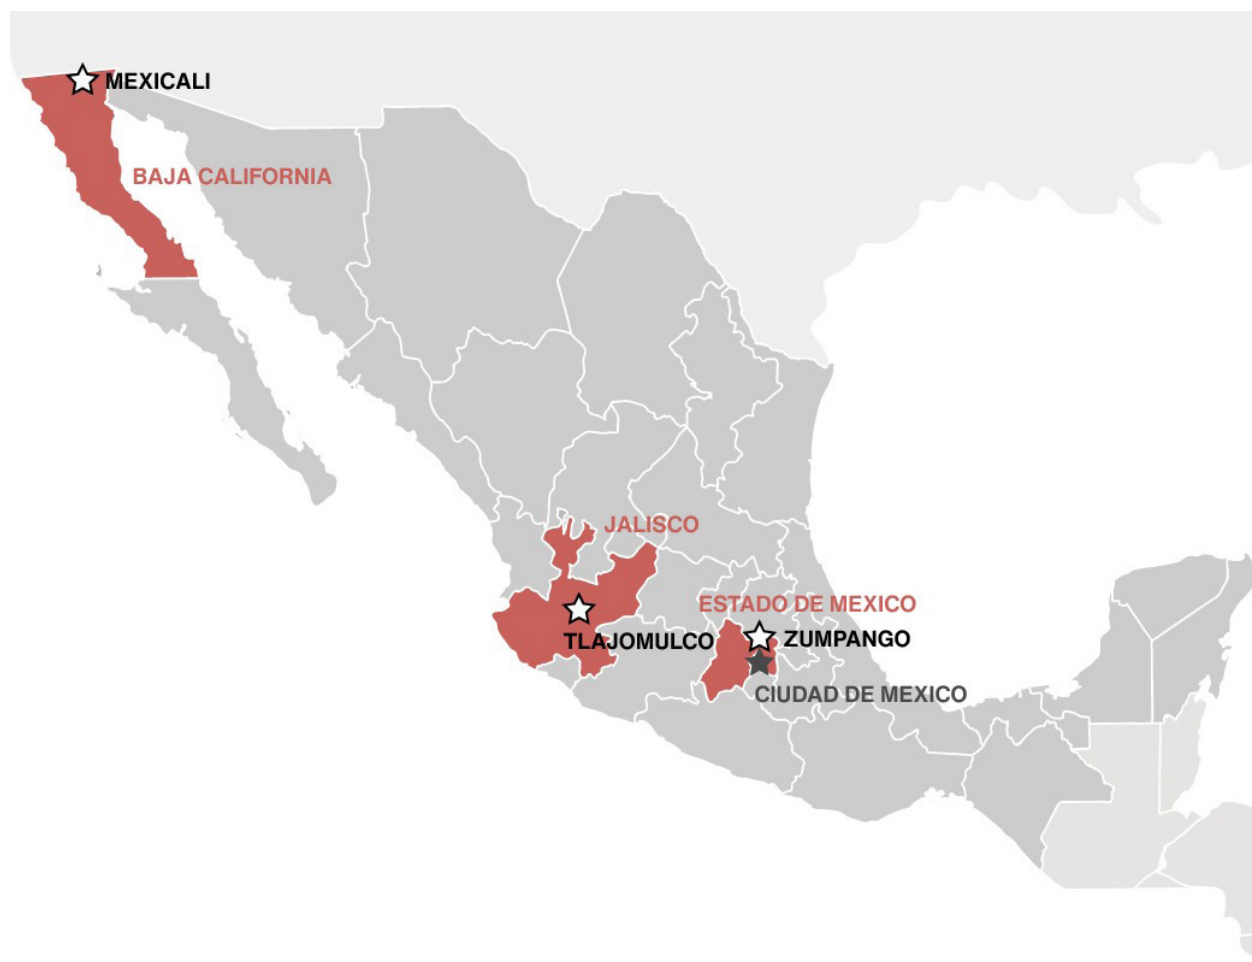 MEXICALI
BAJA CALIFORNIA
JALISCO
ESTADO DE MEXICO
TLAJOMULCO
ZUMPANGO
CIUDAD DE MEXICO